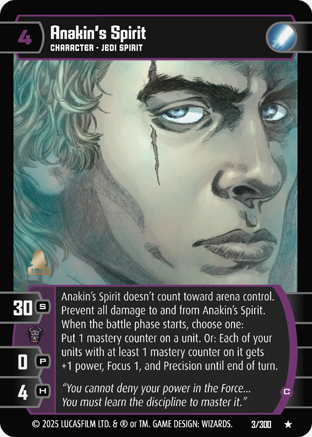 4
Anakin's Spirit
CHARACTER - JEDI SPIRIT
30 S
0 P
4 H
Anakin's Spirit doesn't count toward arena control.
Prevent all damage to and from Anakin's Spirit.
When the battle phase starts, choose one:
Put 1 mastery counter on a unit. Or: Each of your
units with at least 1 mastery counter on it gets
+1 power, Focus 1, and Precision until end of turn.
"You cannot deny your power in the Force...
You must learn the discipline to master it."
C
© 2025 LUCASFILM LTD. & ® or TM. GAME DESIGN: WIZARDS.
3/300 ★